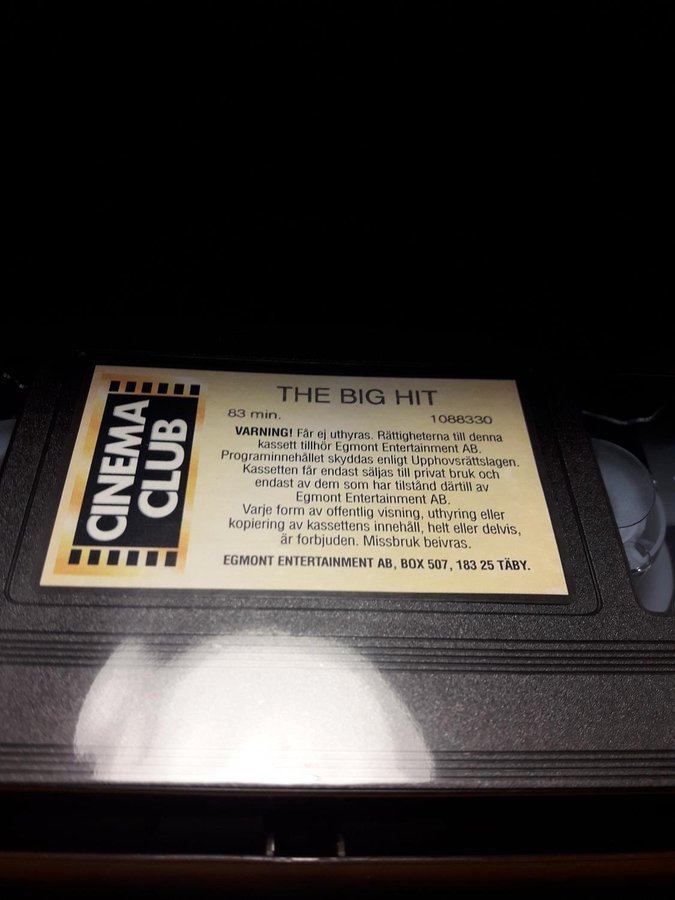 CINEMA
CLUB
THE BIG HIT
83 min. 1088330
VARNING! Får ej uthyras. Rättigheterna till denna
kassett tillhör Egmont Entertainment AB.
Programinnehållet skyddas enligt Upphovsrättslagen.
Kassetten får endast säljas till privat bruk och
endast av dem som har tilstånd därtill av
Egmont Entertainment AB.
Varje form av offentlig visning, uthyring eller
kopiering av kassettens innehåll, helt eller delvis,
är forbjuden. Missbruk beivras.
EGMONT ENTERTAINMENT AB, BOX 507, 183 25 TÄBY.